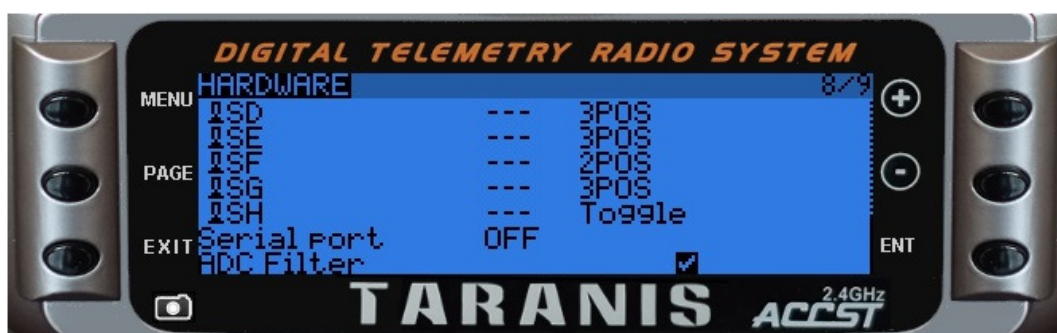 DIGITAL TELEMETRY RADIO SYSTEM
HARDWARE 8/9
MENU
SD --- 3POS
SE --- 3POS
PAGE
SF --- 2POS
SG --- 3POS
SH --- Toggle
EXIT
Serial port OFF
ENT
ADC Filter
TARANIS
2.4GHz
ACCST